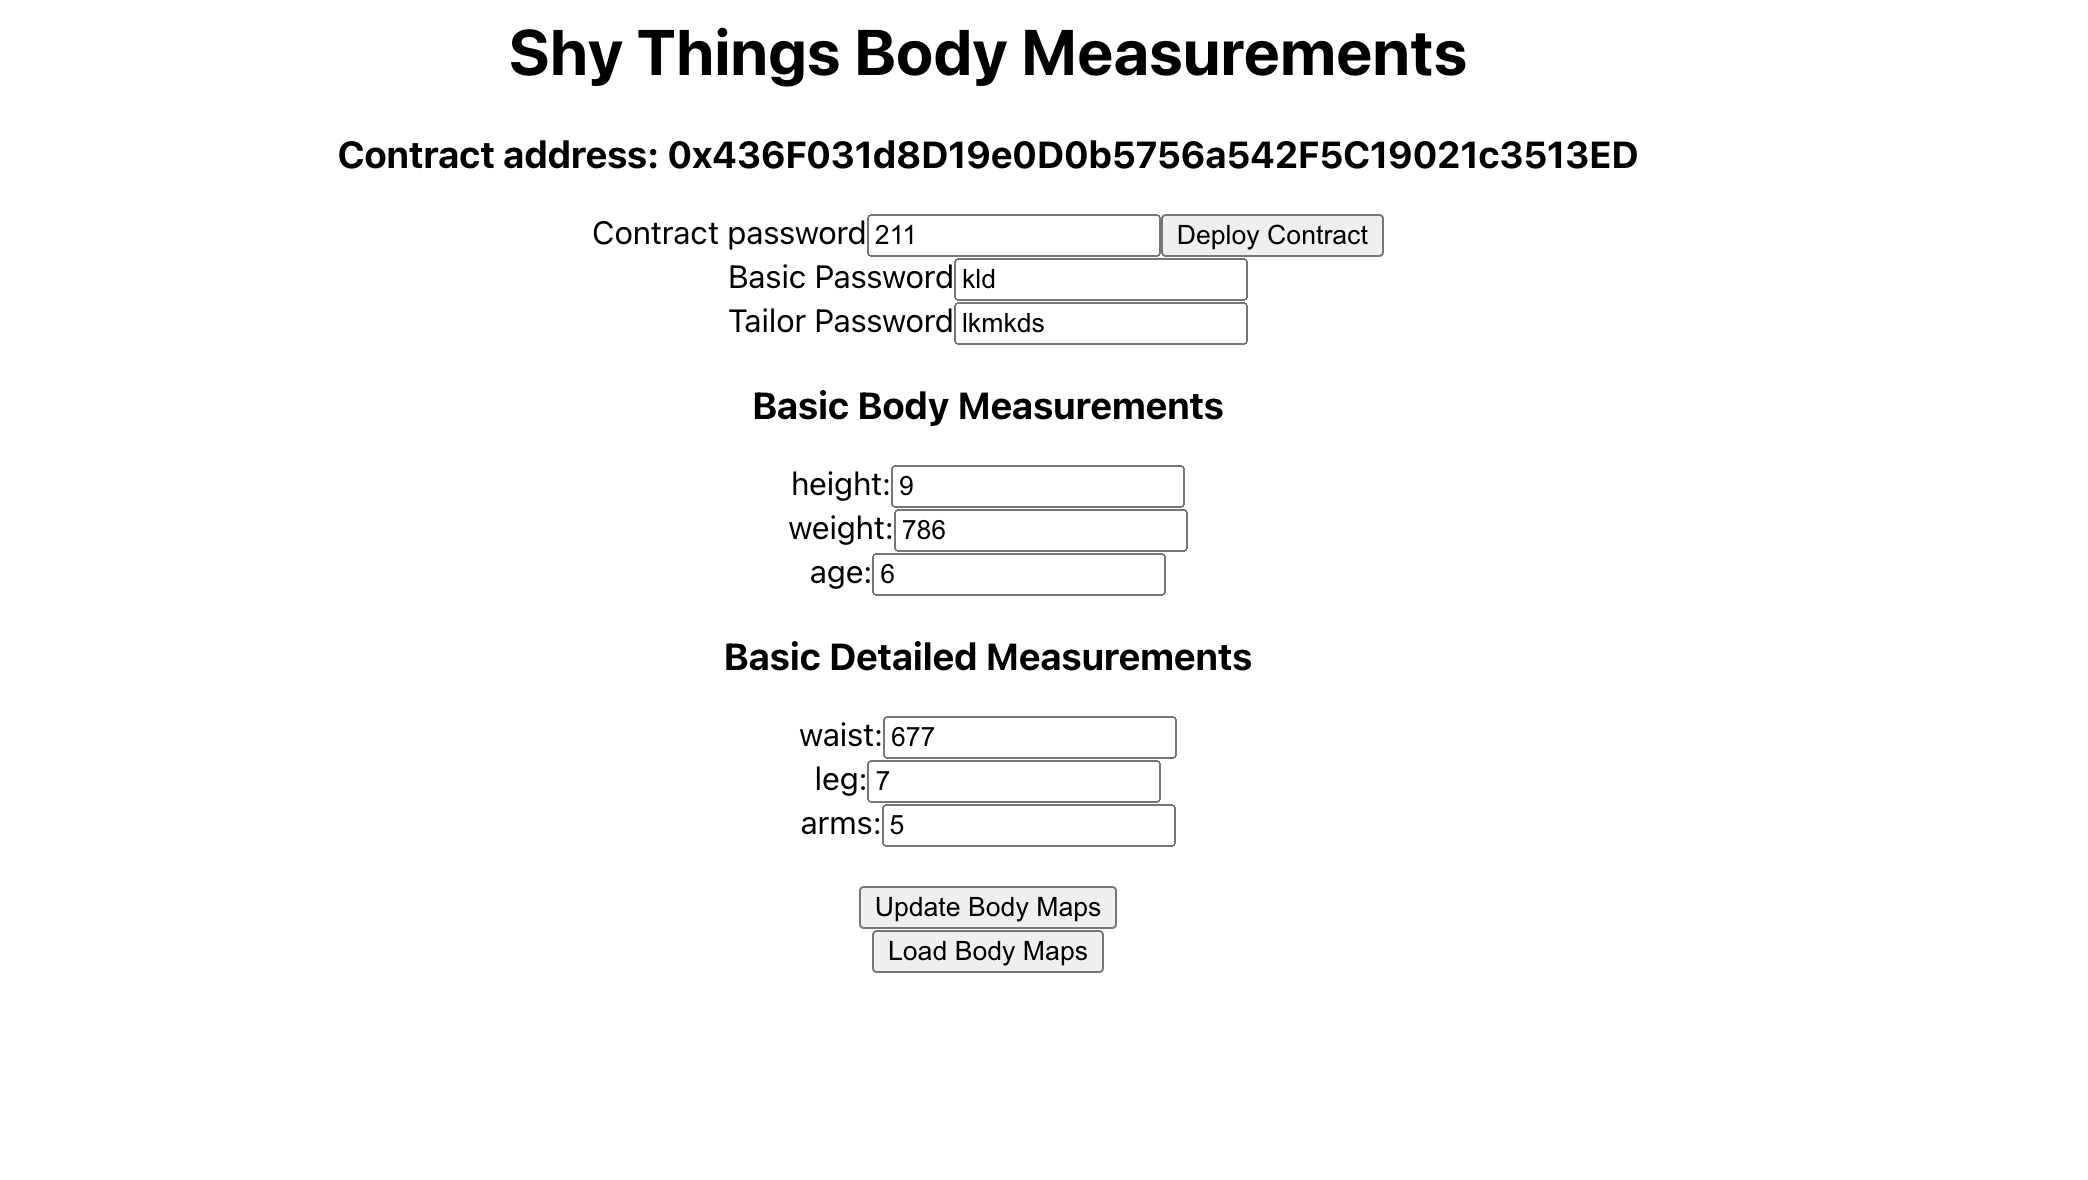 Shy Things Body Measurements
Contract address: 0x436F031d8D19e0D0b5756a542F5C19021c3513ED
Contract password 211 Deploy Contract
Basic Password kld
Tailor Password lkmkds
Basic Body Measurements
height: 9
weight: 786
age: 6
Basic Detailed Measurements
waist: 677
leg: 7
arms: 5
Update Body Maps
Load Body Maps